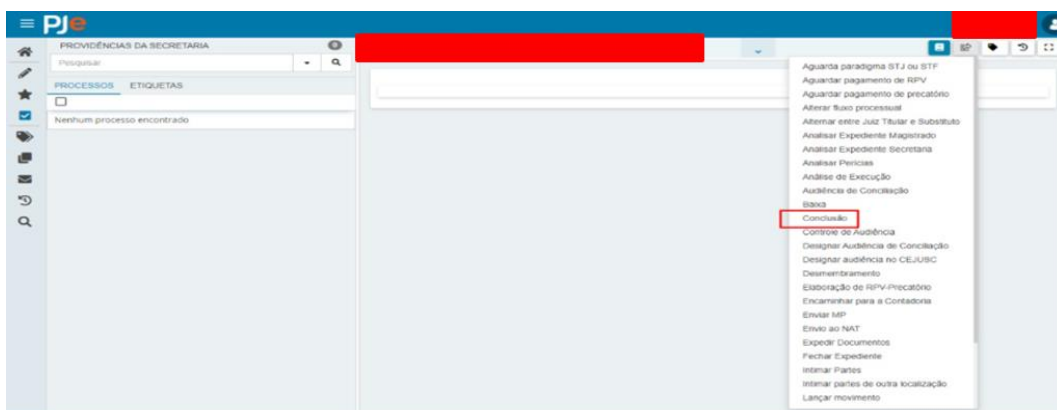 PJe
PROVIDÊNCIAS DA SECRETARIA
0
Pesquisar
PROCESSOS
ETIQUETAS
Nenhum processo encontrado
Aguarda paradigma STJ ou STF
Aguardar pagamento de RPV
Aguardar pagamento de precatório
Alterar fluxo processual
Alternar entre Juiz Titular e Substituto
Analisar Expediente Magistrado
Analisar Expediente Secretaria
Analisar Perícias
Análise de Execução
Audiência de Conciliação
Baixa
Conclusão
Controle de Audiência
Designar Audiência de Conciliação
Designar audiência no CEJUSC
Desmembramento
Elaboração de RPV-Precatório
Encaminhar para a Contadoria
Enviar MP
Envio ao NAT
Expedir Documentos
Fechar Expediente
Intimar Partes
Intimar partes de outra localização
Lançar movimento